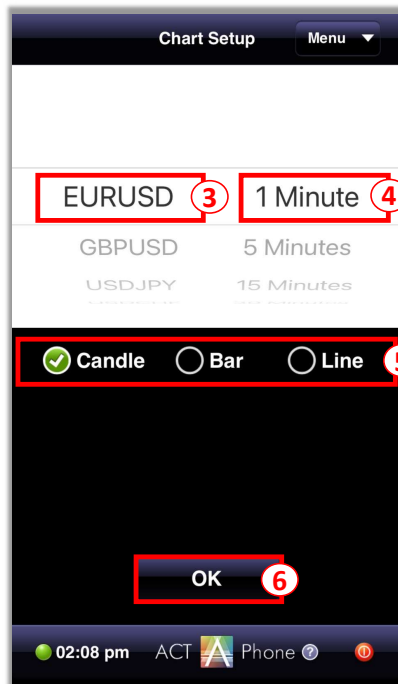 Chart Setup Menu
EURUSD 3 1 Minute 4
GBPUSD 5 Minutes
USDJPY 15 Minutes
Candle Bar Line 5
OK 6
02:08 pm ACT Phone ?